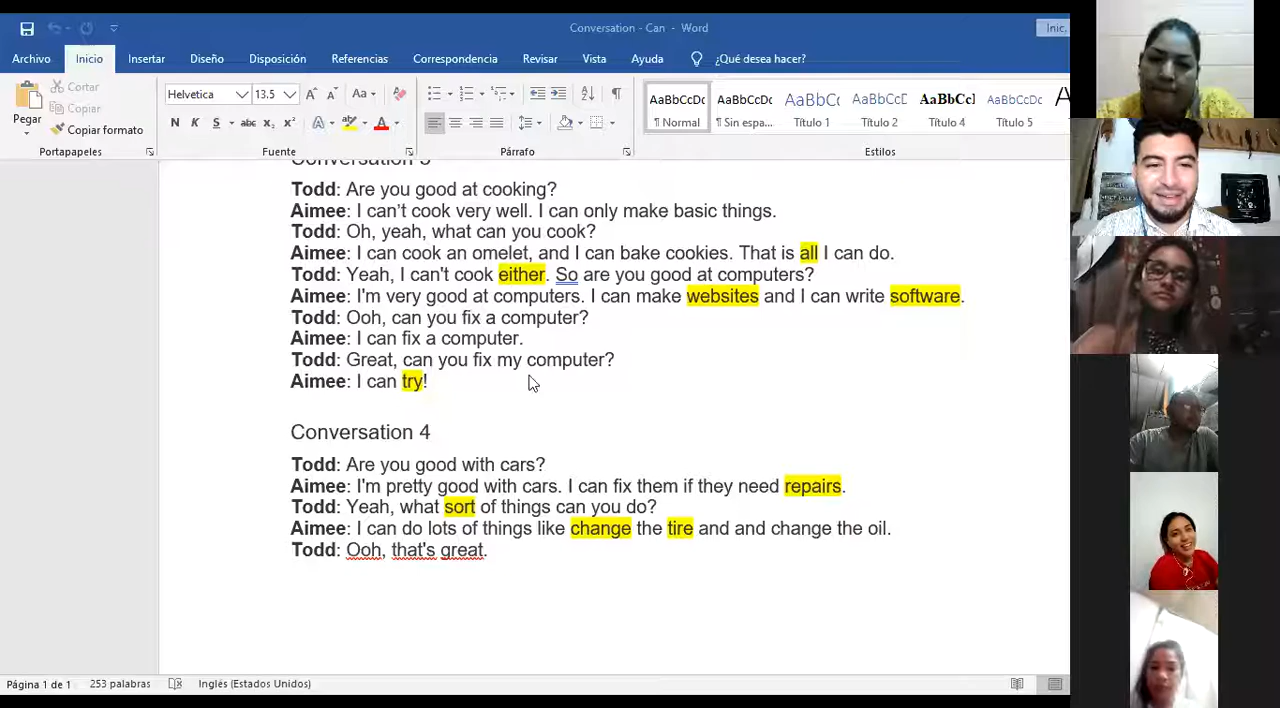 Conversation - Can - Word
Inic.
Archivo Inicio Insertar Diseño Disposición Referencias Correspondencia Revisar Vista Ayuda ¿Qué desea hacer?
Pegar
Cortar
Copiar
Copiar formato
Portapapeles
Helvetica 13.5
Fuente
Párrafo
AaBbCcDc AaBbCcDc AaBbC AaBbCcD AaBbCc AaBbCcD
¶ Normal ¶ Sin espa... Título 1 Título 2 Título 4 Título 5
Estilos
Todd: Are you good at cooking?
Aimee: I can't cook very well. I can only make basic things.
Todd: Oh, yeah, what can you cook?
Aimee: I can cook an omelet, and I can bake cookies. That is all I can do.
Todd: Yeah, I can't cook either. So are you good at computers?
Aimee: I'm very good at computers. I can make websites and I can write software.
Todd: Ooh, can you fix a computer?
Aimee: I can fix a computer.
Todd: Great, can you fix my computer?
Aimee: I can try!
Conversation 4
Todd: Are you good with cars?
Aimee: I'm pretty good with cars. I can fix them if they need repairs.
Todd: Yeah, what sort of things can you do?
Aimee: I can do lots of things like change the tire and and change the oil.
Todd: Ooh, that's great.
Página 1 de 1 253 palabras Inglés (Estados Unidos)